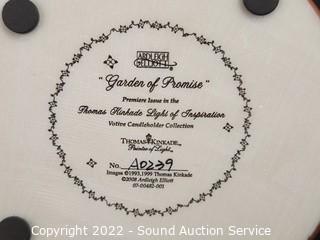 ARDLEIGH
ELLIOTT
"Garden of Promise"
Premiere Issue in the
Thomas Kinkade Light of Inspiration
Votive Candleholder Collection
THOMAS KINKADE
Painter of Light
No. A0239
Images ©1993,1999 Thomas Kinkade
©2008 Ardleigh Elliott
07-00482-001
Copyright 2022 - Sound Auction Service